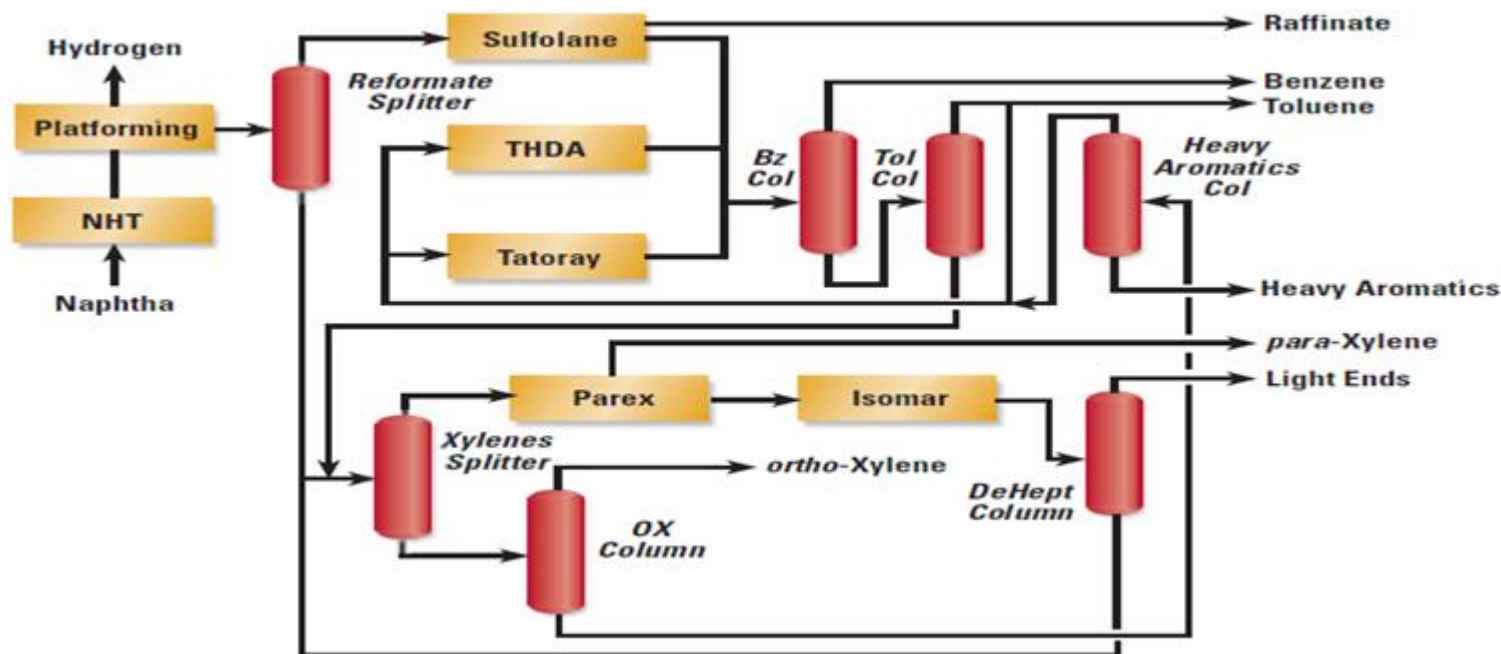 Hydrogen
Platforming
NHT
Naphtha
Reformate
Splitter
Sulfolane
THDA
Tatoray
Bz
Col
Tol
Col
Heavy
Aromatics
Col
Raffinate
Benzene
Toluene
Heavy Aromatics
para-Xylene
Light Ends
Parex
Isomar
Xylenes
Splitter
ortho-Xylene
OX
Column
DeHept
Column